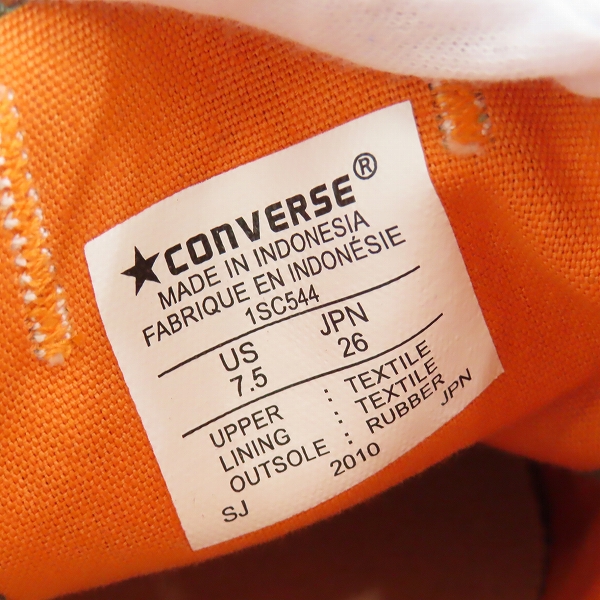 ★CONVERSE®
MADE IN INDONESIA
FABRIQUE EN INDONÉSIE
1SC544
US JPN
7.5 26
UPPER : TEXTILE
LINING : TEXTILE
OUTSOLE : RUBBER
SJ 2010 JPN